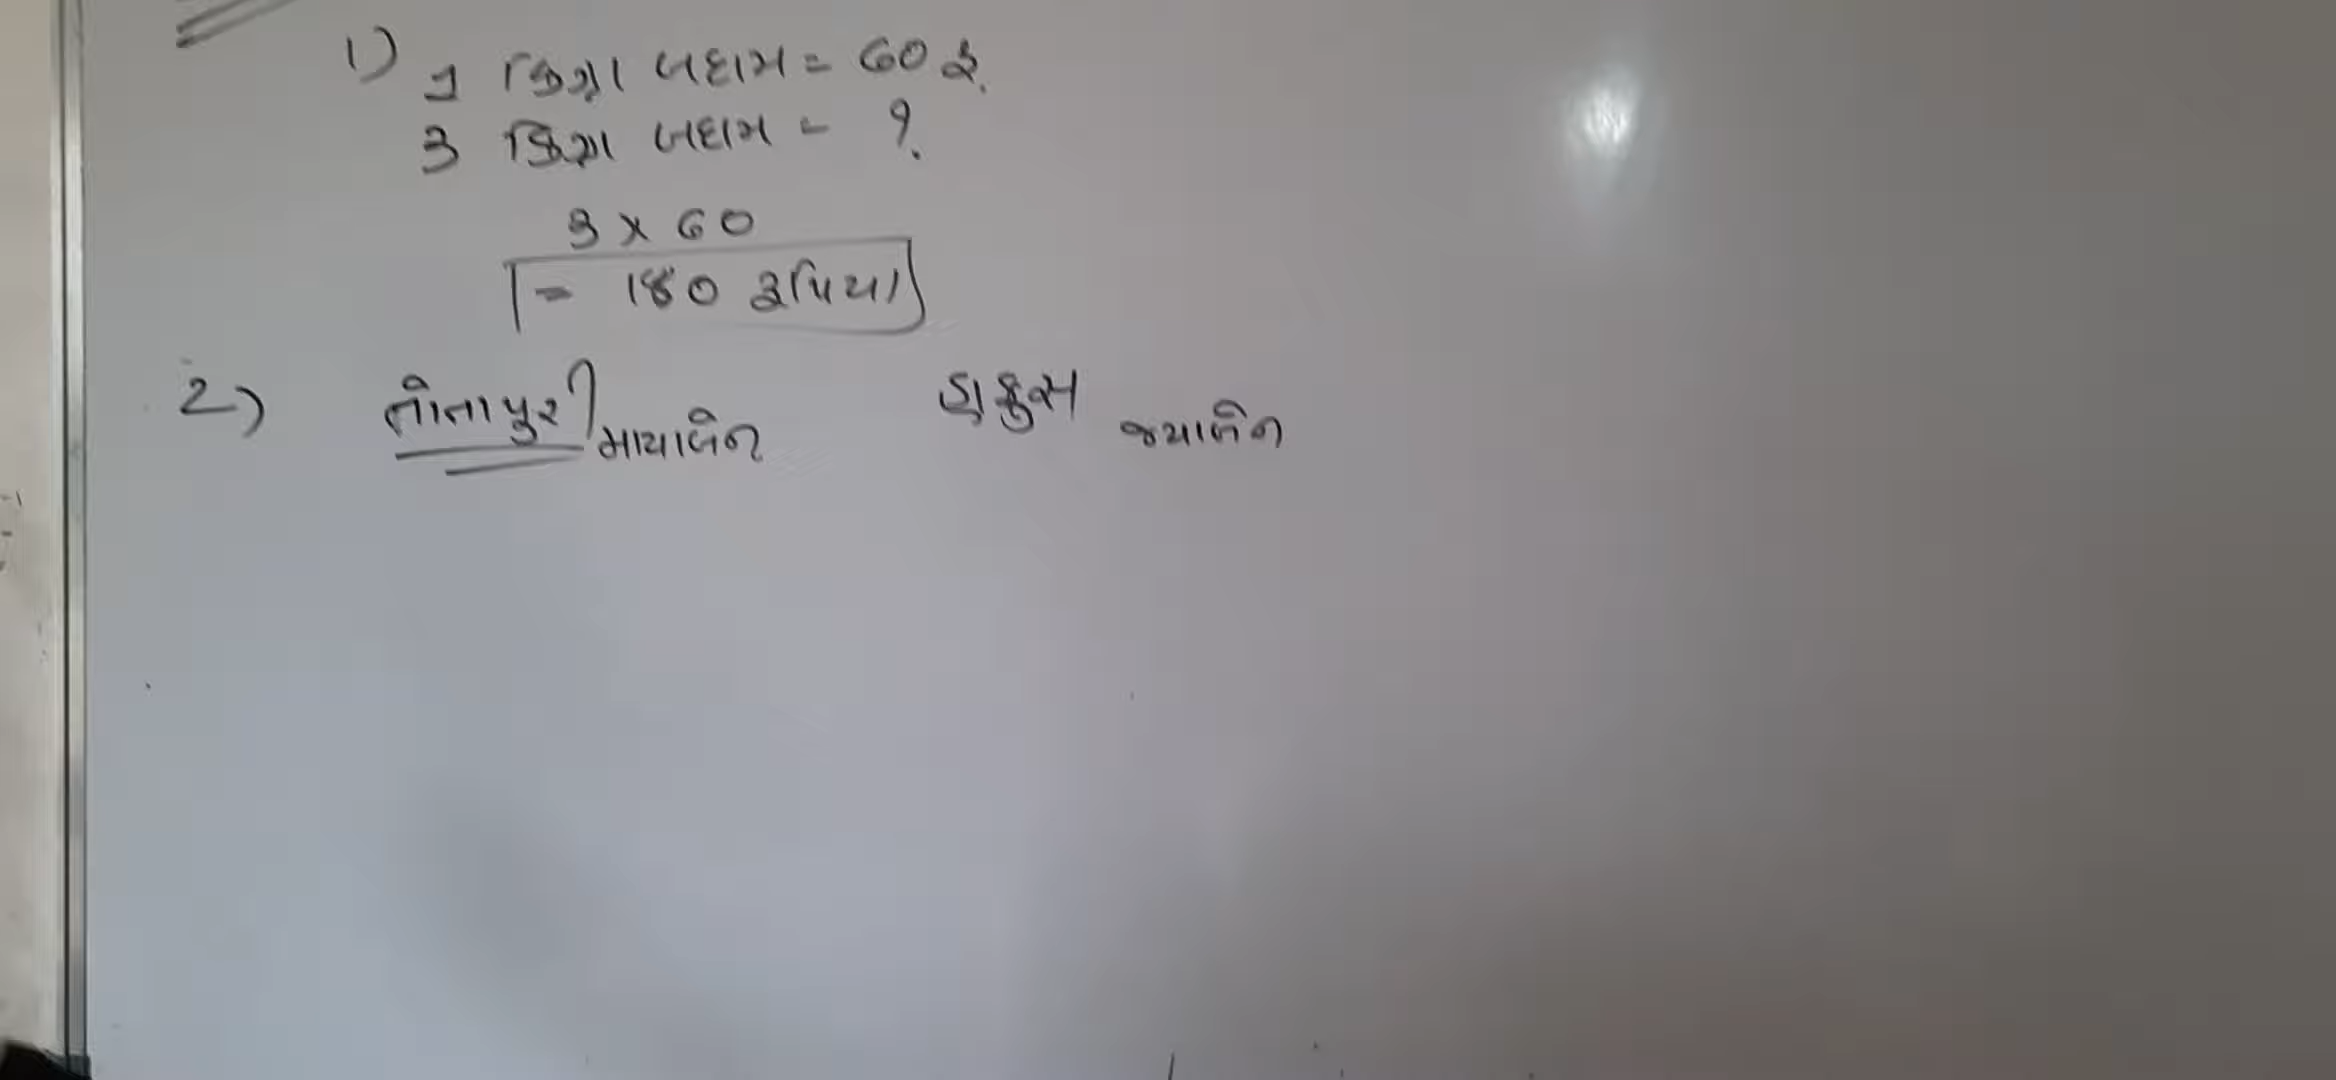 1) 1 કિગ્રા બદામ = 60 રૂ.
3 કિગ્રા બદામ = ?
3 x 60
= 180 રૂપિયા
2) તોતાપુરી માયાબેન હાફુસ જયાબેન